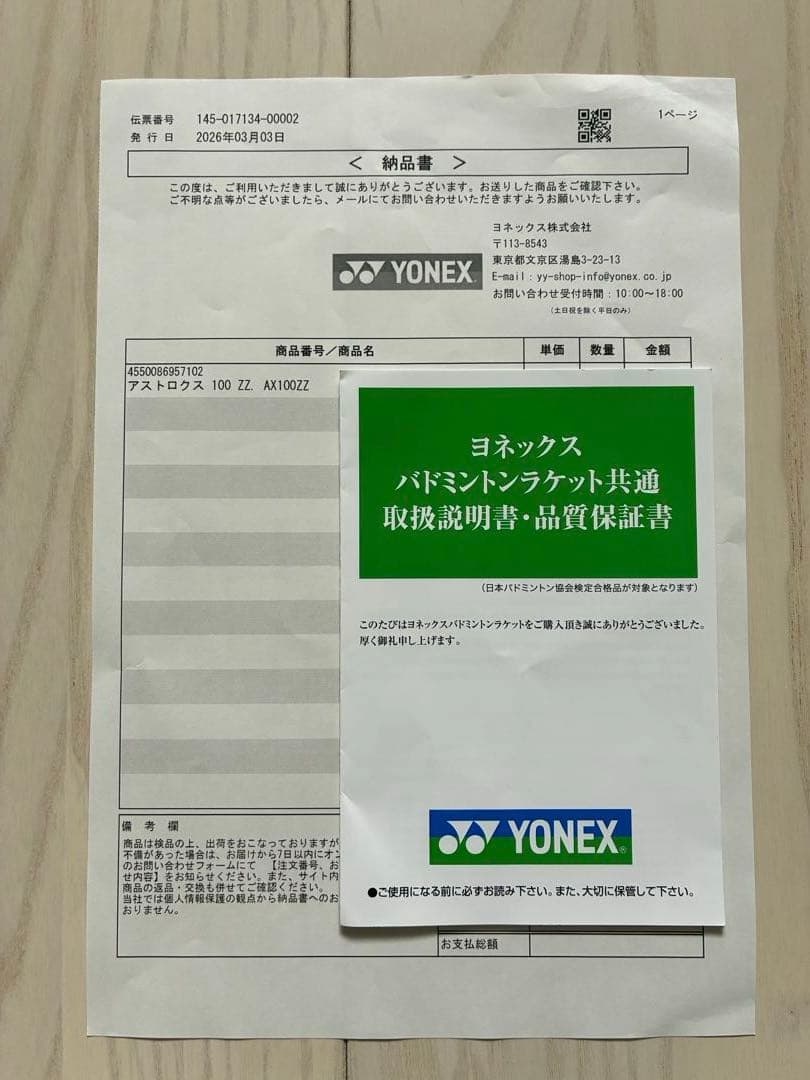 伝票番号 145-017134-00002
発行日 2026年03月03日
1ページ
＜ 納品書 ＞
この度は、ご利用いただきまして誠にありがとうございます。お送りした商品をご確認下さい。
ご不明な点等がございましたら、メールにてお問い合わせいただきますようお願いいたします。
ヨネックス株式会社
〒113-8543
東京都文京区湯島3-23-13
E-mail：yy-shop-info@yonex.co.jp
お問い合わせ受付時間：10:00～18:00
（土日祝を除く平日のみ）
YONEX
商品番号／商品名 単価 数量 金額
4550086957102
アストロクス 100 ZZ. AX100ZZ
ヨネックス
バドミントンラケット共通
取扱説明書・品質保証書
（日本バドミントン協会検定合格品が対象となります）
このたびはヨネックスバドミントンラケットをご購入頂き誠にありがとうございました。
厚く御礼申し上げます。
YONEX®
●ご使用になる前に必ずお読み下さい。また、大切に保管して下さい。
備考欄
商品は検品の上、出荷をおこなっておりますが
不備があった場合は、お届けから7日以内にオン
のお問い合わせフォームにて 【注文番号、お
せ内容】をお知らせください。また、サイト内
商品の返品・交換も併せてご確認ください。
当社では個人情報保護の観点から納品書へのお
おりません。
お支払総額